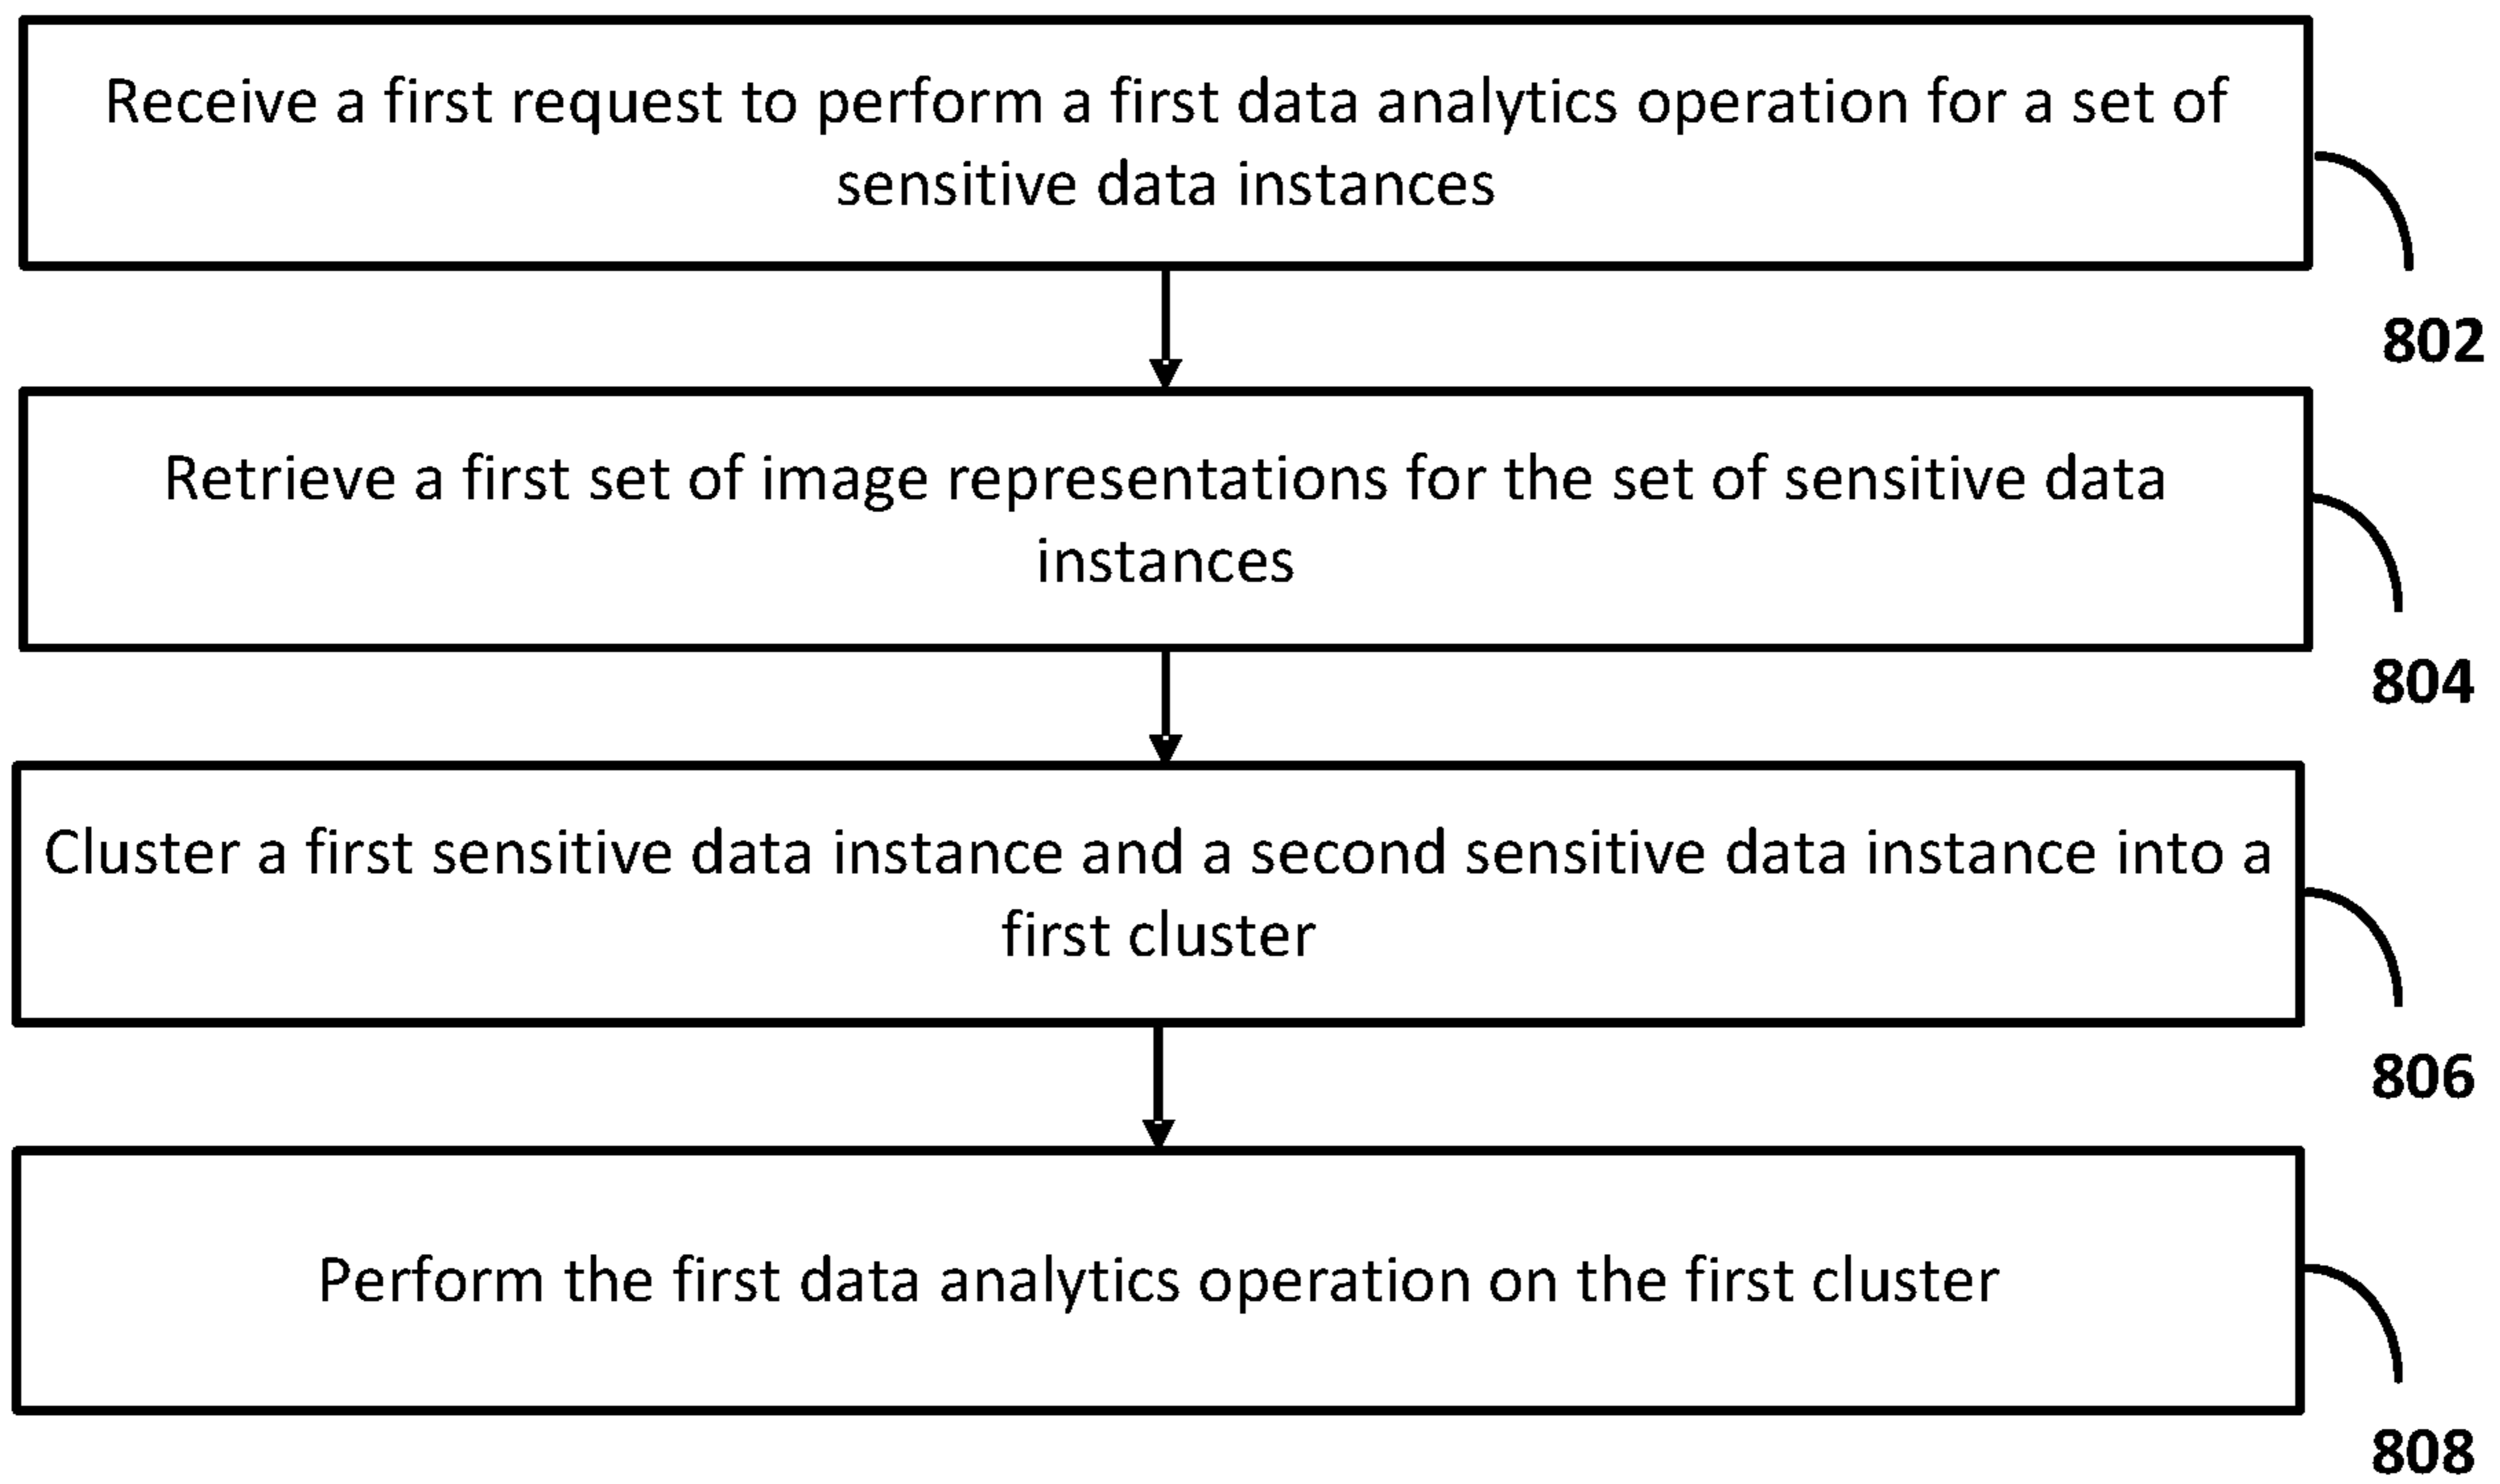 Receive a first request to perform a first data analytics operation for a set of
sensitive data instances
802
Retrieve a first set of image representations for the set of sensitive data
instances
804
Cluster a first sensitive data instance and a second sensitive data instance into a
first cluster
806
Perform the first data analytics operation on the first cluster
808